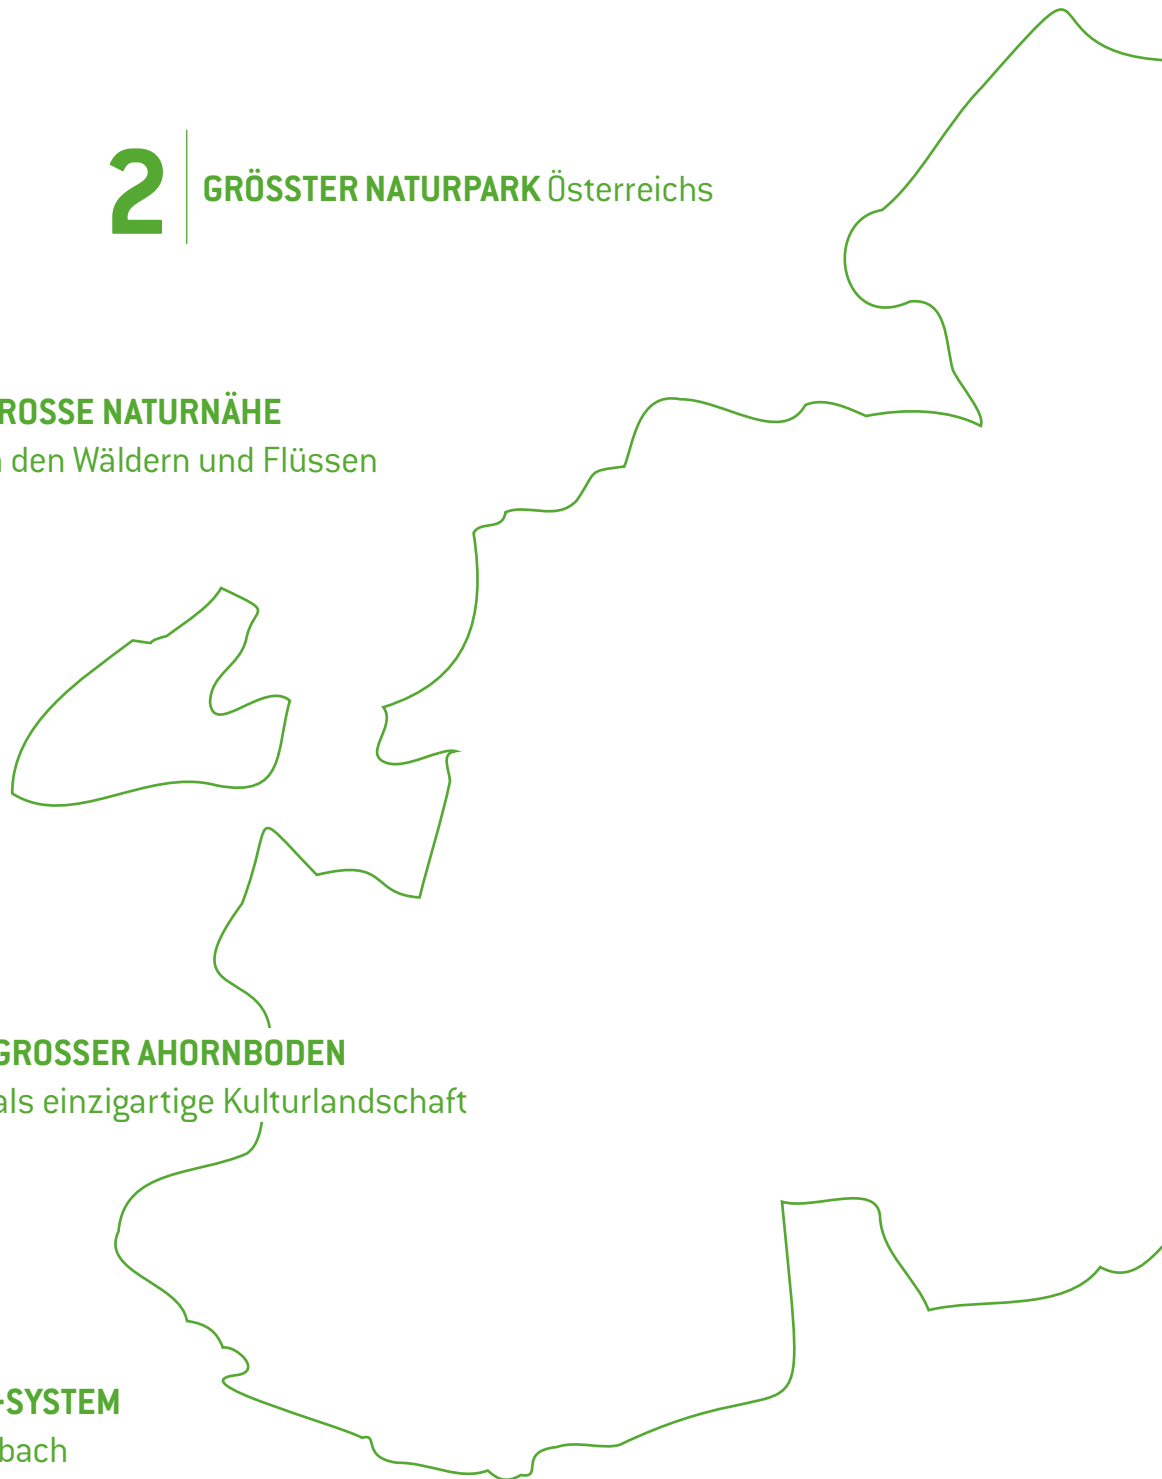 2
GRÖSSTER NATURPARK Österreichs
ROSSE NATURNÄHE
den Wäldern und Flüssen
GROSSER AHORNBODEN
als einzigartige Kulturlandschaft
-SYSTEM
bach